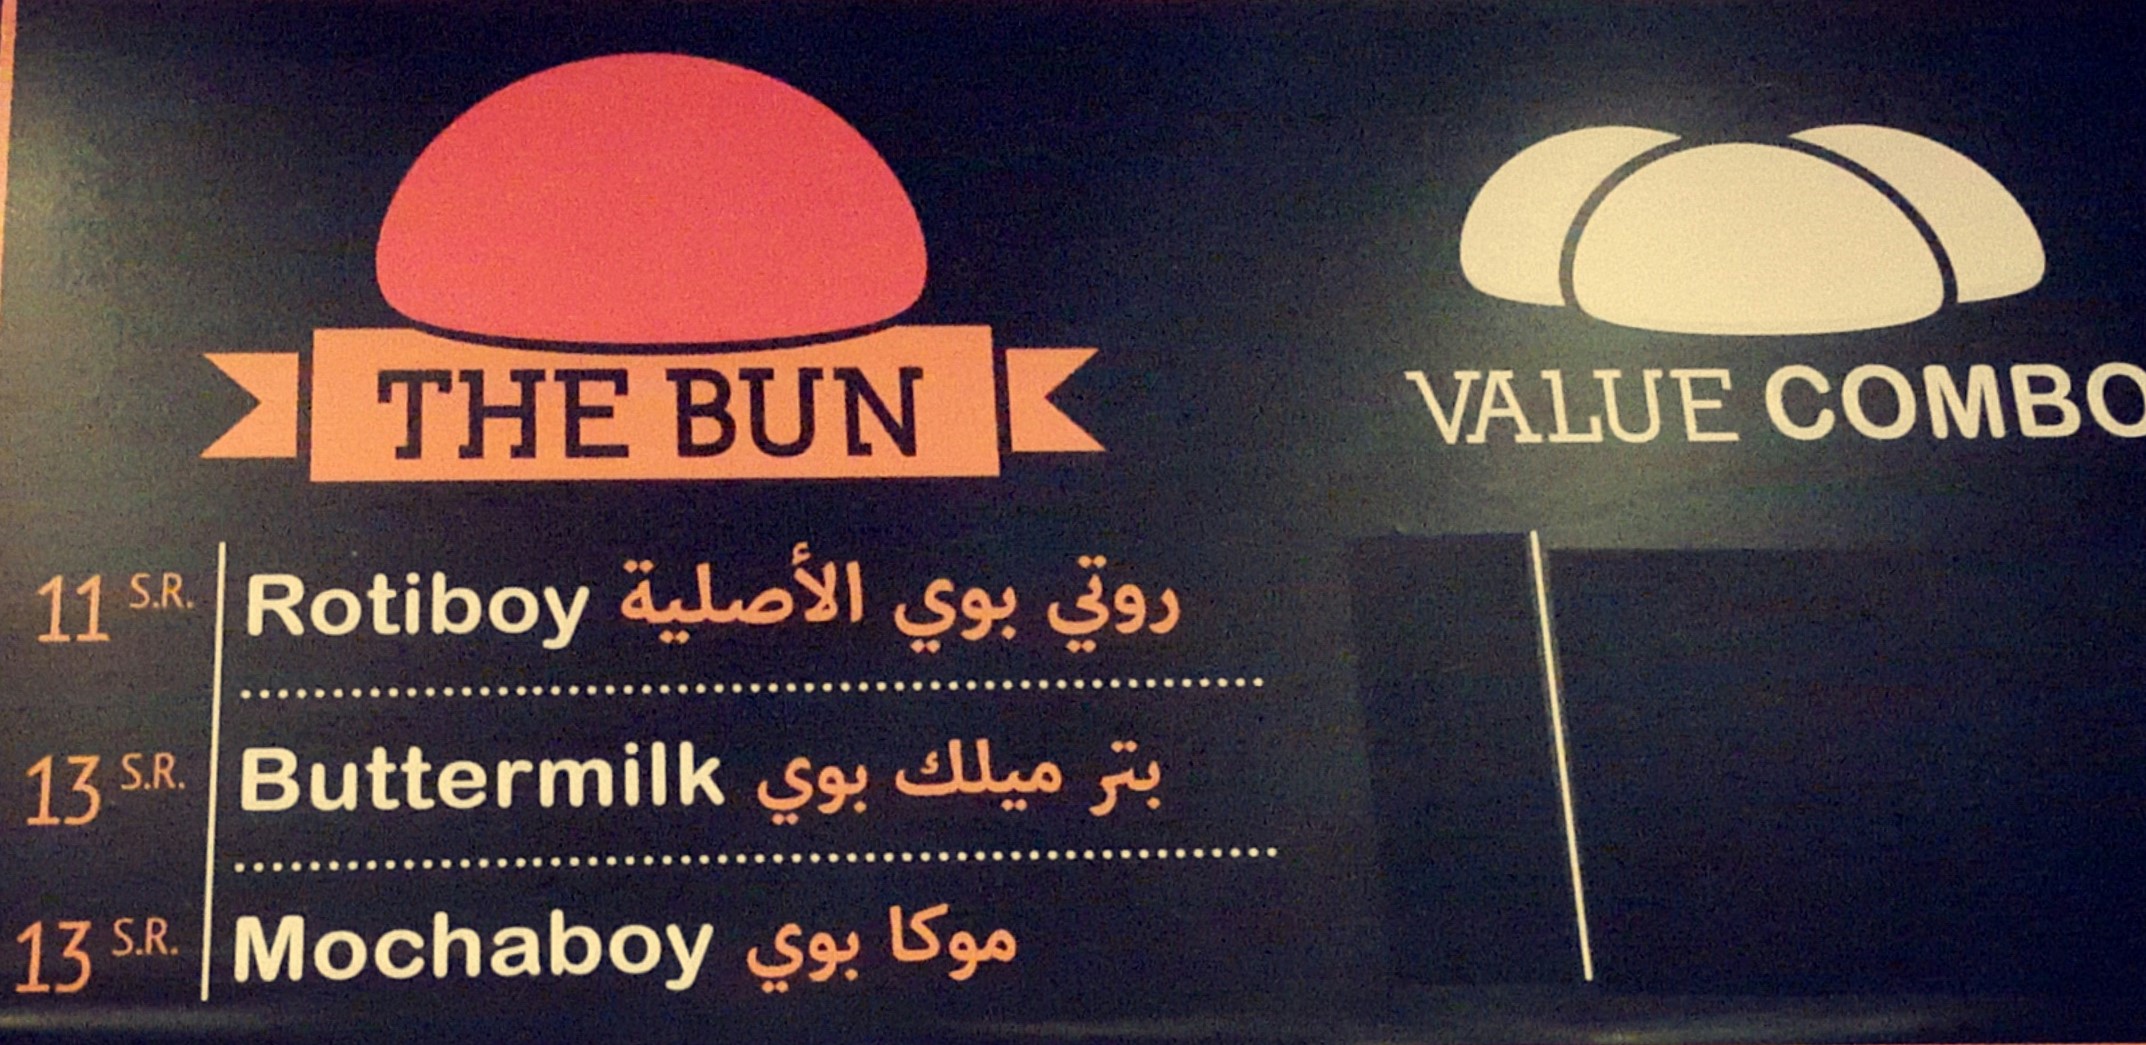 THE BUN
11 S.R. Rotiboy روتي بوي الأصلية
13 S.R. Buttermilk بتر ميلك بوي
13 S.R. Mochaboy موكا بوي
VALUE COMBO